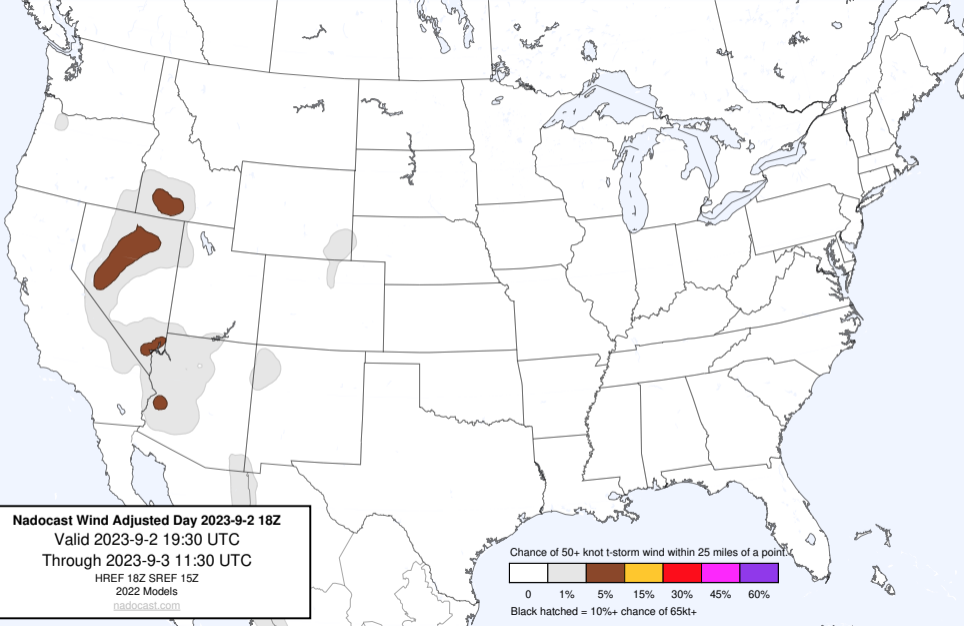 Nadocast Wind Adjusted Day 2023-9-2 18Z
Valid 2023-9-2 19:30 UTC
Through 2023-9-3 11:30 UTC
HREF 18Z SREF 15Z
2022 Models
nadocast.com
Chance of 50+ knot t-storm wind within 25 miles of a point.
0 1% 5% 15% 30% 45% 60%
Black hatched = 10%+ chance of 65kt+